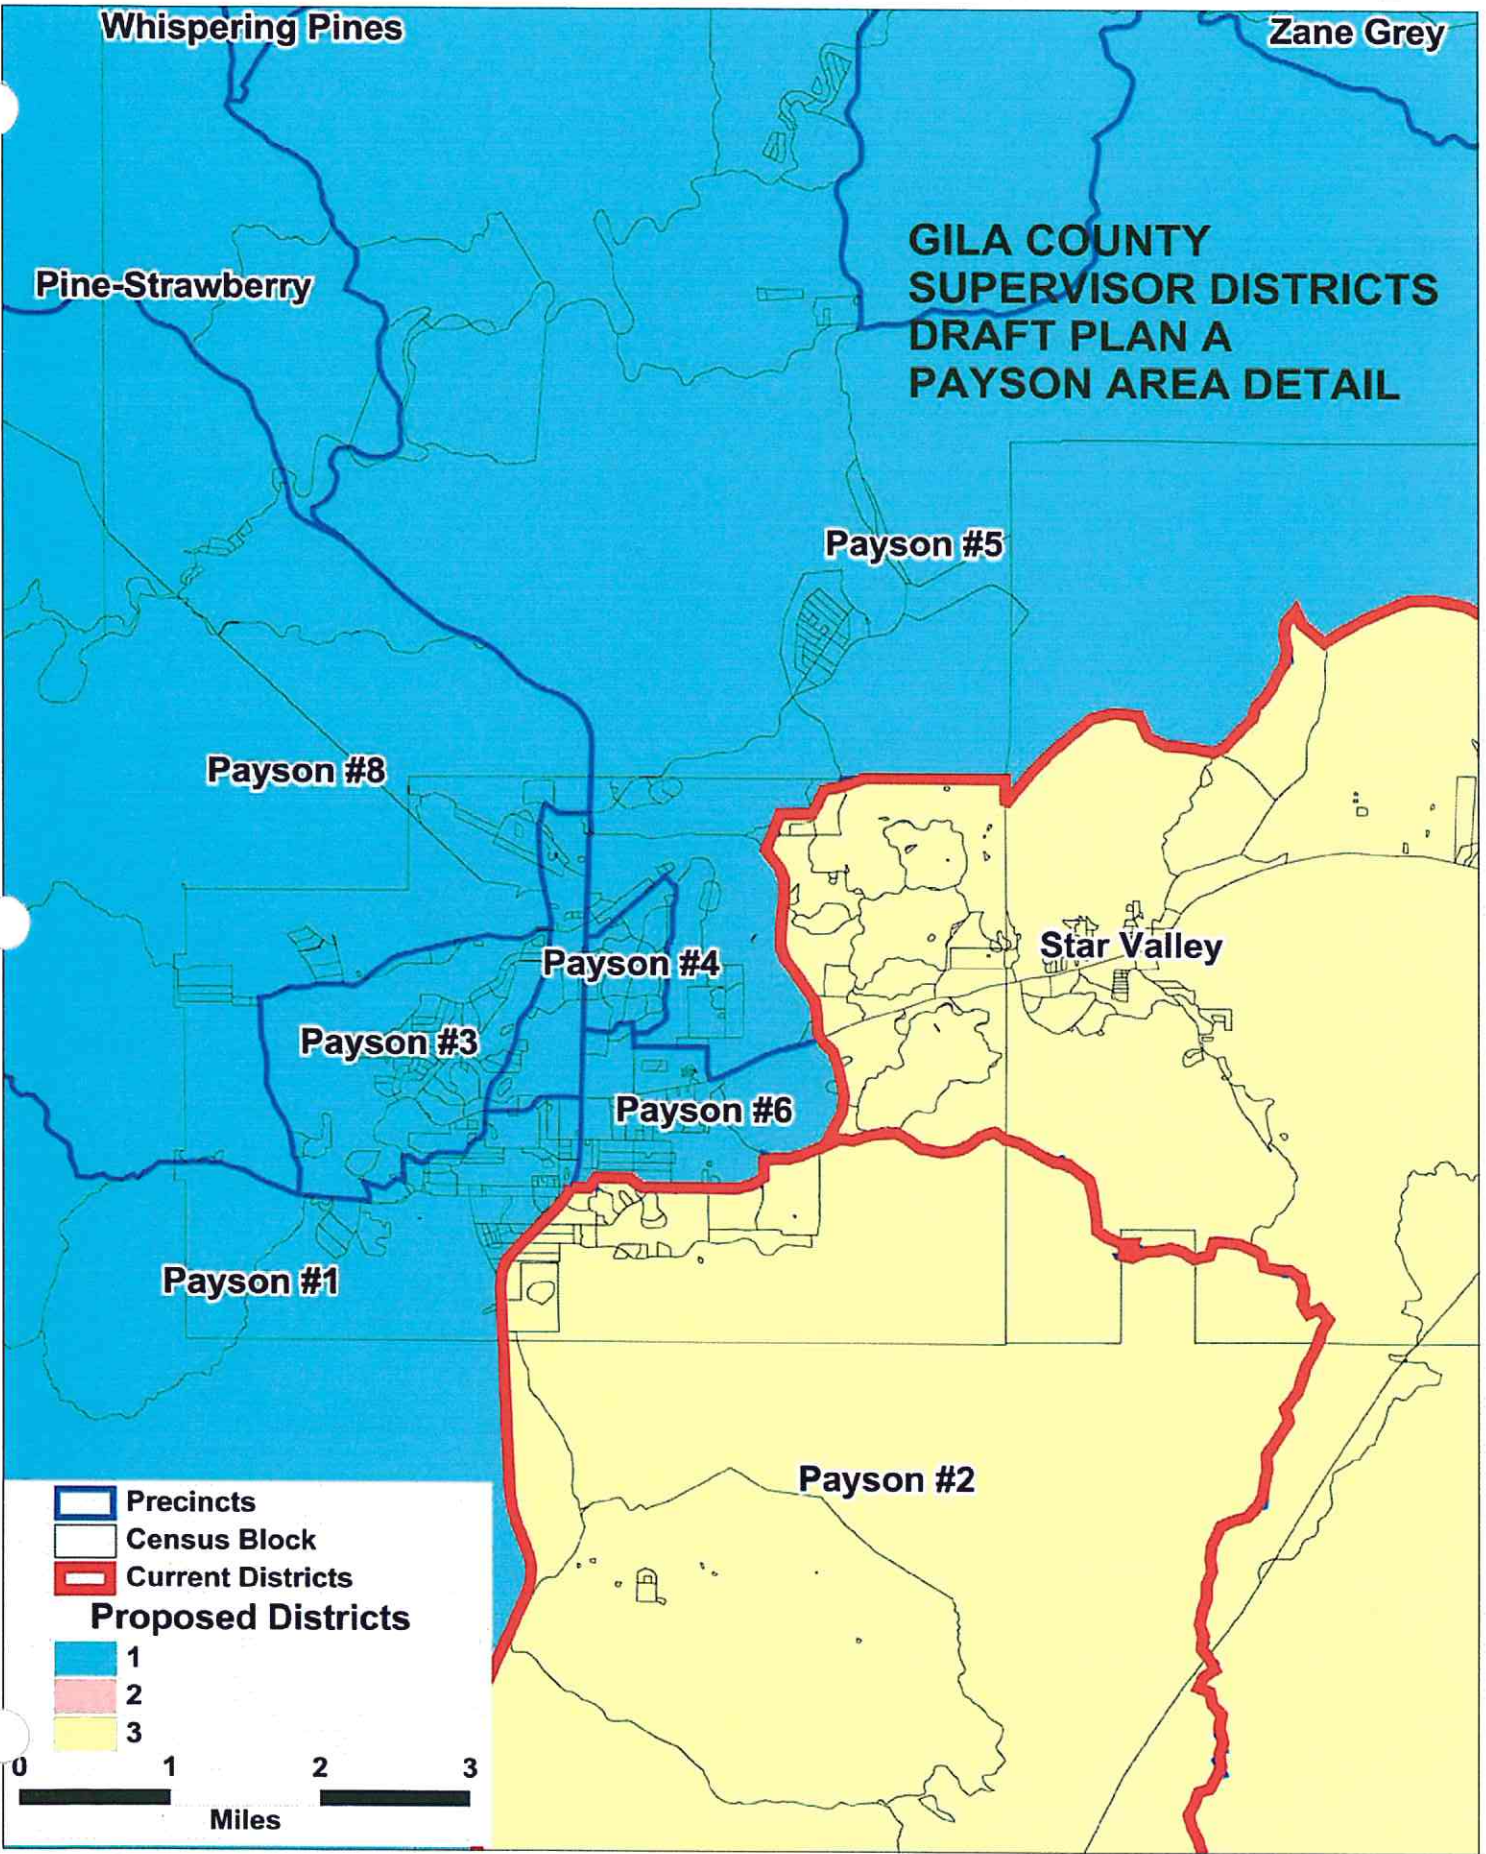 Whispering Pines
Zane Grey
GILA COUNTY
SUPERVISOR DISTRICTS
DRAFT PLAN A
PAYSON AREA DETAIL
Pine-Strawberry
Payson #5
Payson #8
Star Valley
Payson #4
Payson #3
Payson #6
Payson #1
Payson #2
Precincts
Census Block
Current Districts
Proposed Districts
1
2
3
0 1 2 3
Miles